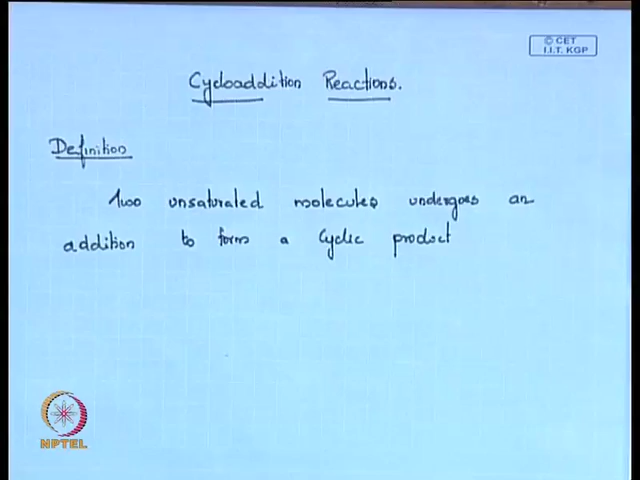 © CET
I.I.T. KGP
Cycloaddition Reactions.
Definition
Two unsaturated molecules undergoes an
addition to form a Cyclic product
NPTEL